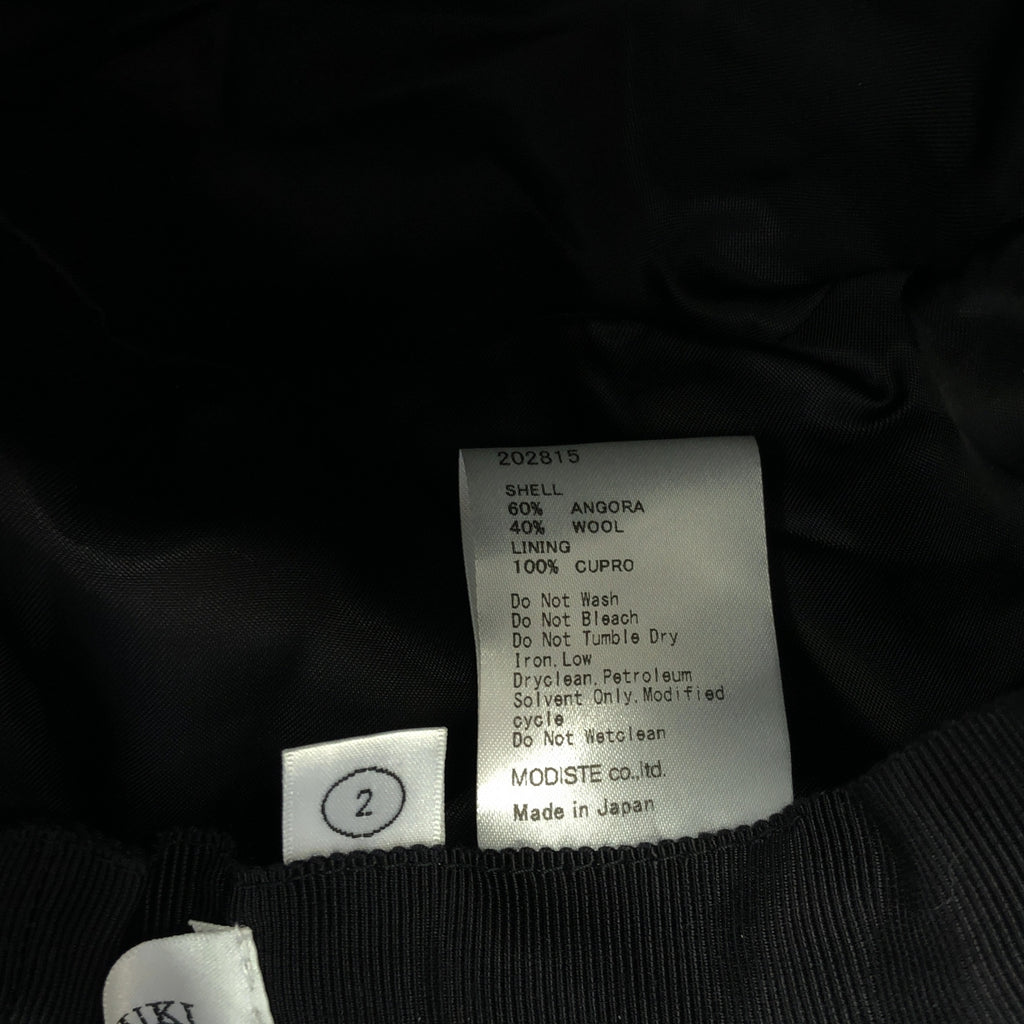 202815
SHELL
60% ANGORA
40% WOOL
LINING
100% CUPRO
Do Not Wash
Do Not Bleach
Do Not Tumble Dry
Iron.Low
Dryclean.Petroleum
Solvent Only.Modified
cycle
Do Not Wetclean
MODISTE co.,ltd.
Made in Japan
2